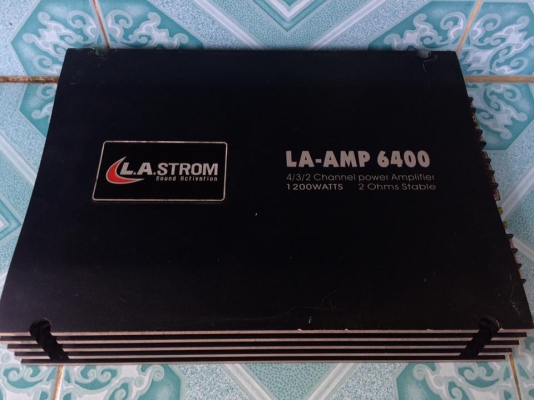 L.A.STROM
Sound Activation
LA-AMP 6400
4/3/2 Channel power Amplifier
1200WATTS 2 Ohms Stable